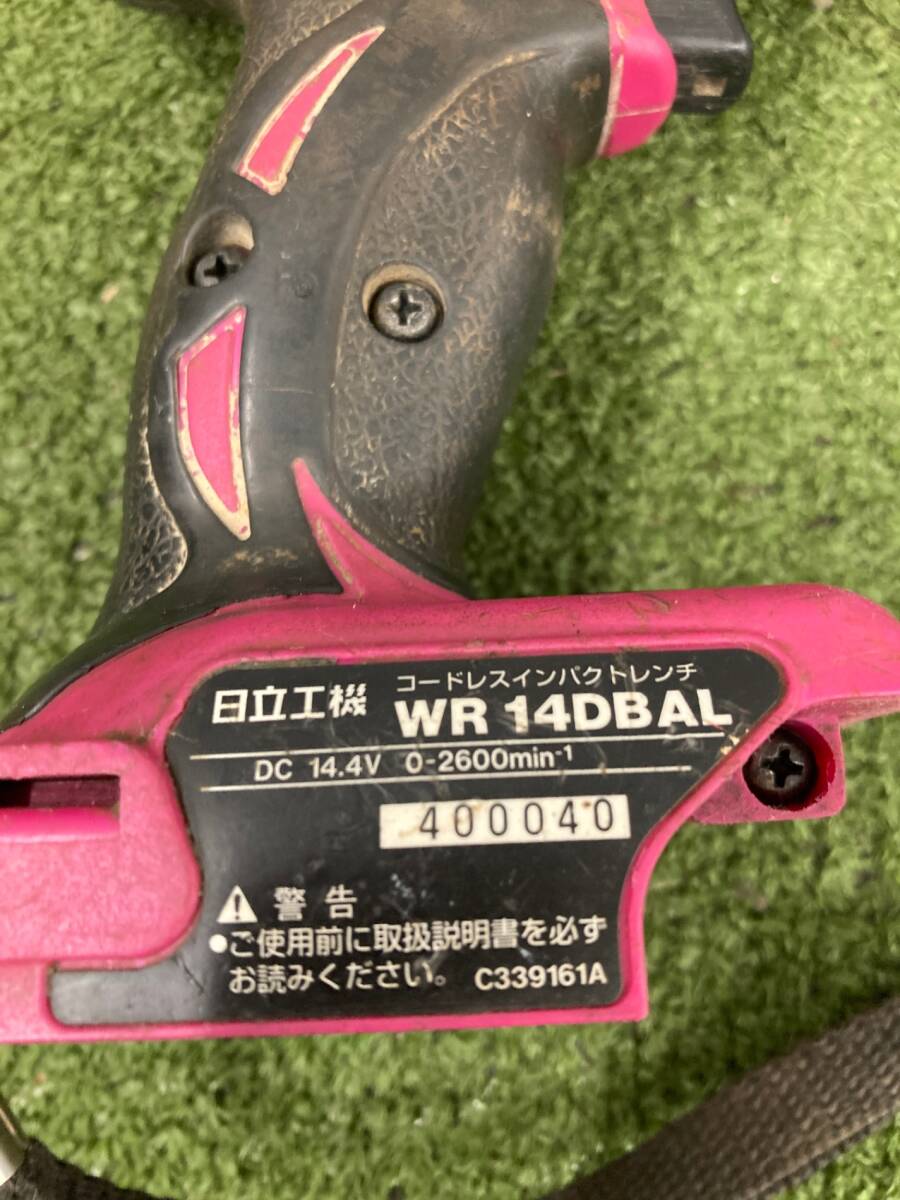 コードレスインパクトレンチ
日立工機 WR 14DBAL
DC 14.4V 0-2600min⁻¹
400040
警告
●ご使用前に取扱説明書を必ず
お読みください。 C339161A